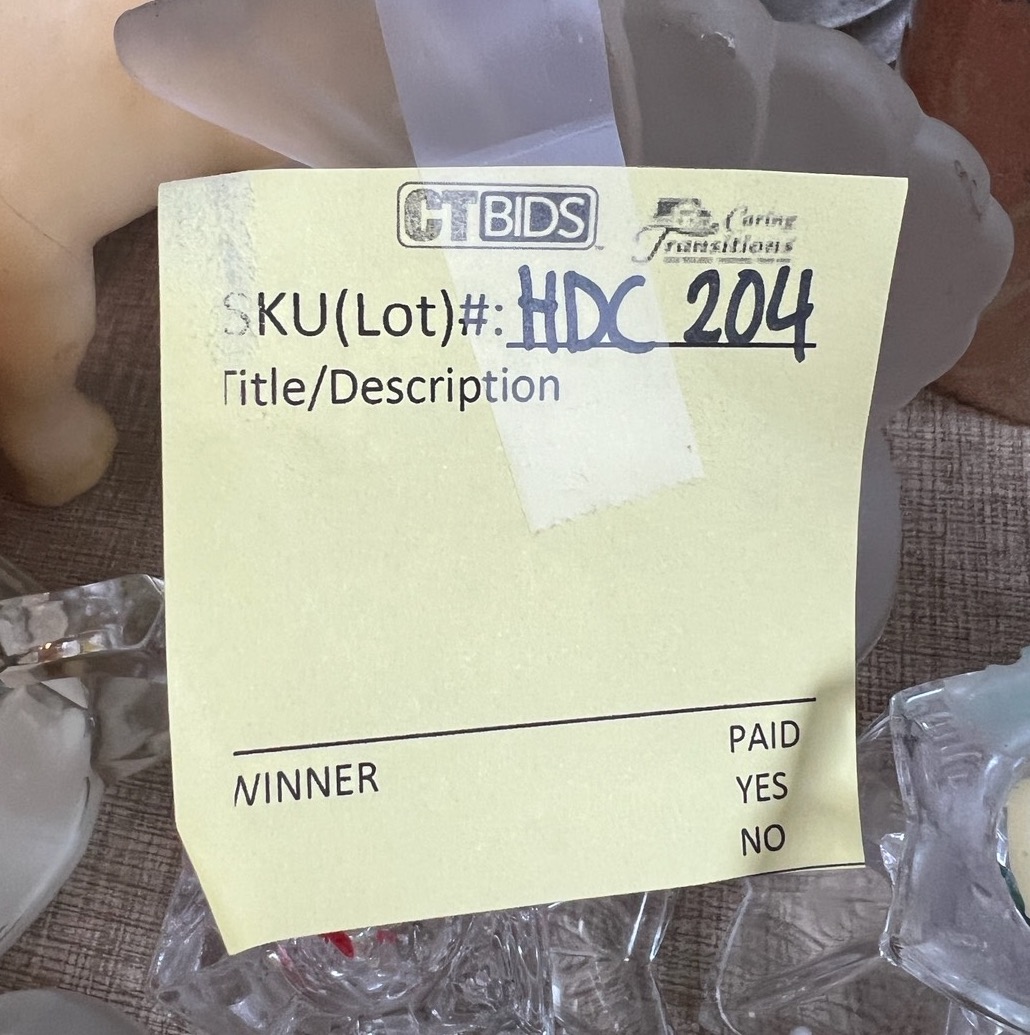 CTBIDS
Caring
Transitions
SKU(Lot)#: HDC 204
Title/Description
WINNER
PAID
YES
NO